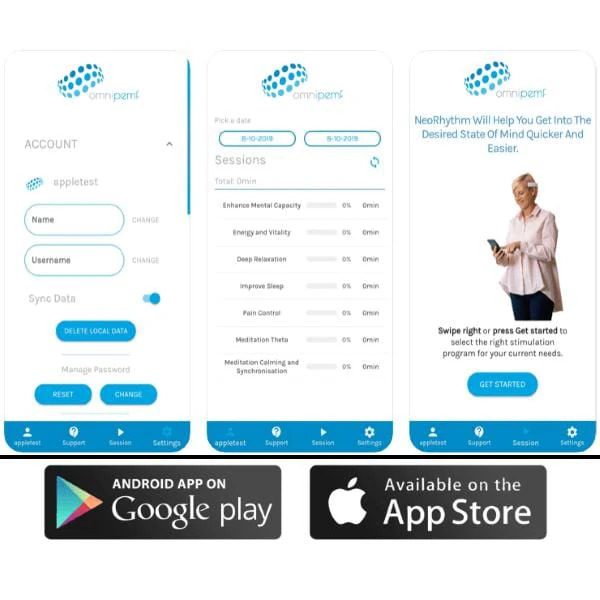 omnipemf
ACCOUNT
appletest
Name
CHANGE
Username
CHANGE
Sync Data
DELETE LOCAL DATA
Manage Password
RESET
CHANGE
appletest
Support
Session
Settings
omnipemf
Pick a date
8-10-2019
8-10-2019
Sessions
Total: 0min
Enhance Mental Capacity 0% 0min
Energy and Vitality 0% 0min
Deep Relaxation 0% 0min
Improve Sleep 0% 0min
Pain Control 0% 0min
Meditation Theta 0% 0min
Meditation Calming and
Synchronisation 0% 0min
appletest
Support
Session
Settings
omnipemf
NeoRhythm Will Help You Get Into The
Desired State Of Mind Quicker And
Easier.
Swipe right or press Get started to
select the right stimulation
program for your current needs.
GET STARTED
appletest
Support
Session
Settings
ANDROID APP ON
Google play
Available on the
App Store